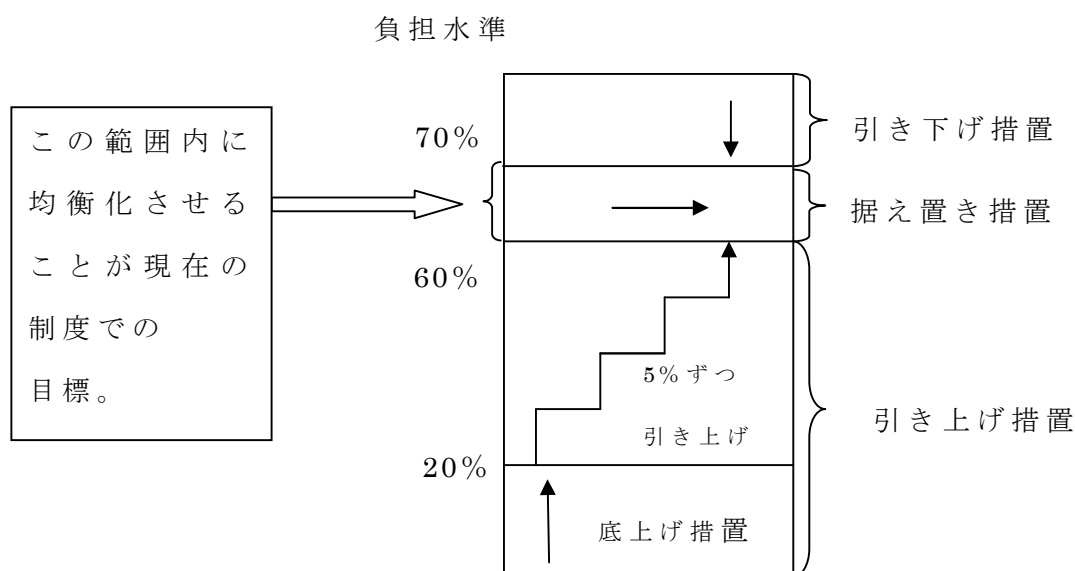 負担水準
この範囲内に
均衡化させる
ことが現在の
制度での
目標。
70%
60%
20%
引き下げ措置
据え置き措置
引き上げ措置
5%ずつ
引き上げ
底上げ措置